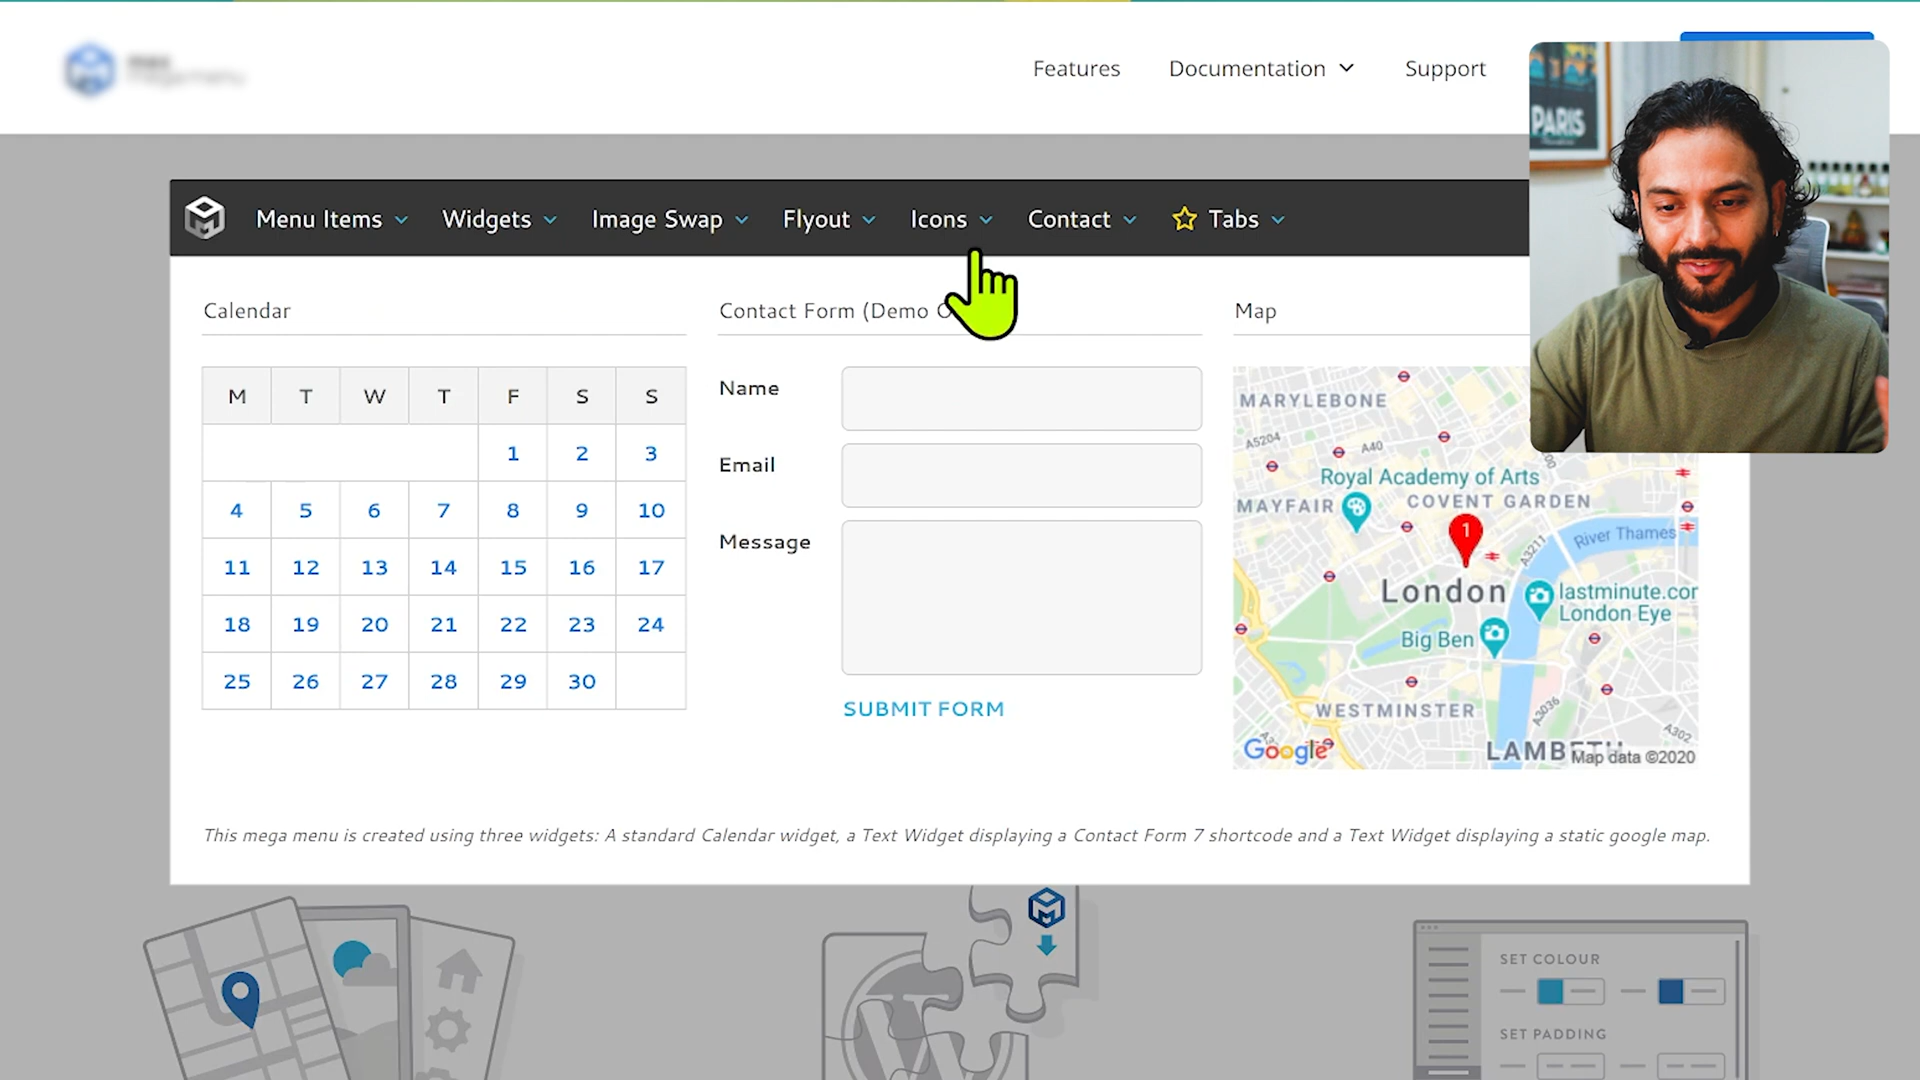 Features Documentation Support
PARIS
Menu Items Widgets Image Swap Flyout Icons Contact Tabs
Calendar
M T W T F S S
1 2 3
4 5 6 7 8 9 10
11 12 13 14 15 16 17
18 19 20 21 22 23 24
25 26 27 28 29 30
Contact Form (Demo
Name
Email
Message
SUBMIT FORM
Map
MARYLEBONE
A5204
A40
Royal Academy of Arts
MAYFAIR
COVENT GARDEN
1
River Thames
A3211
London
lastminute.cor
London Eye
Big Ben
WESTMINSTER
A3036
A302
Google
LAMBETH
Map data ©2020
This mega menu is created using three widgets: A standard Calendar widget, a Text Widget displaying a Contact Form 7 shortcode and a Text Widget displaying a static google map.
SET COLOUR
SET PADDING